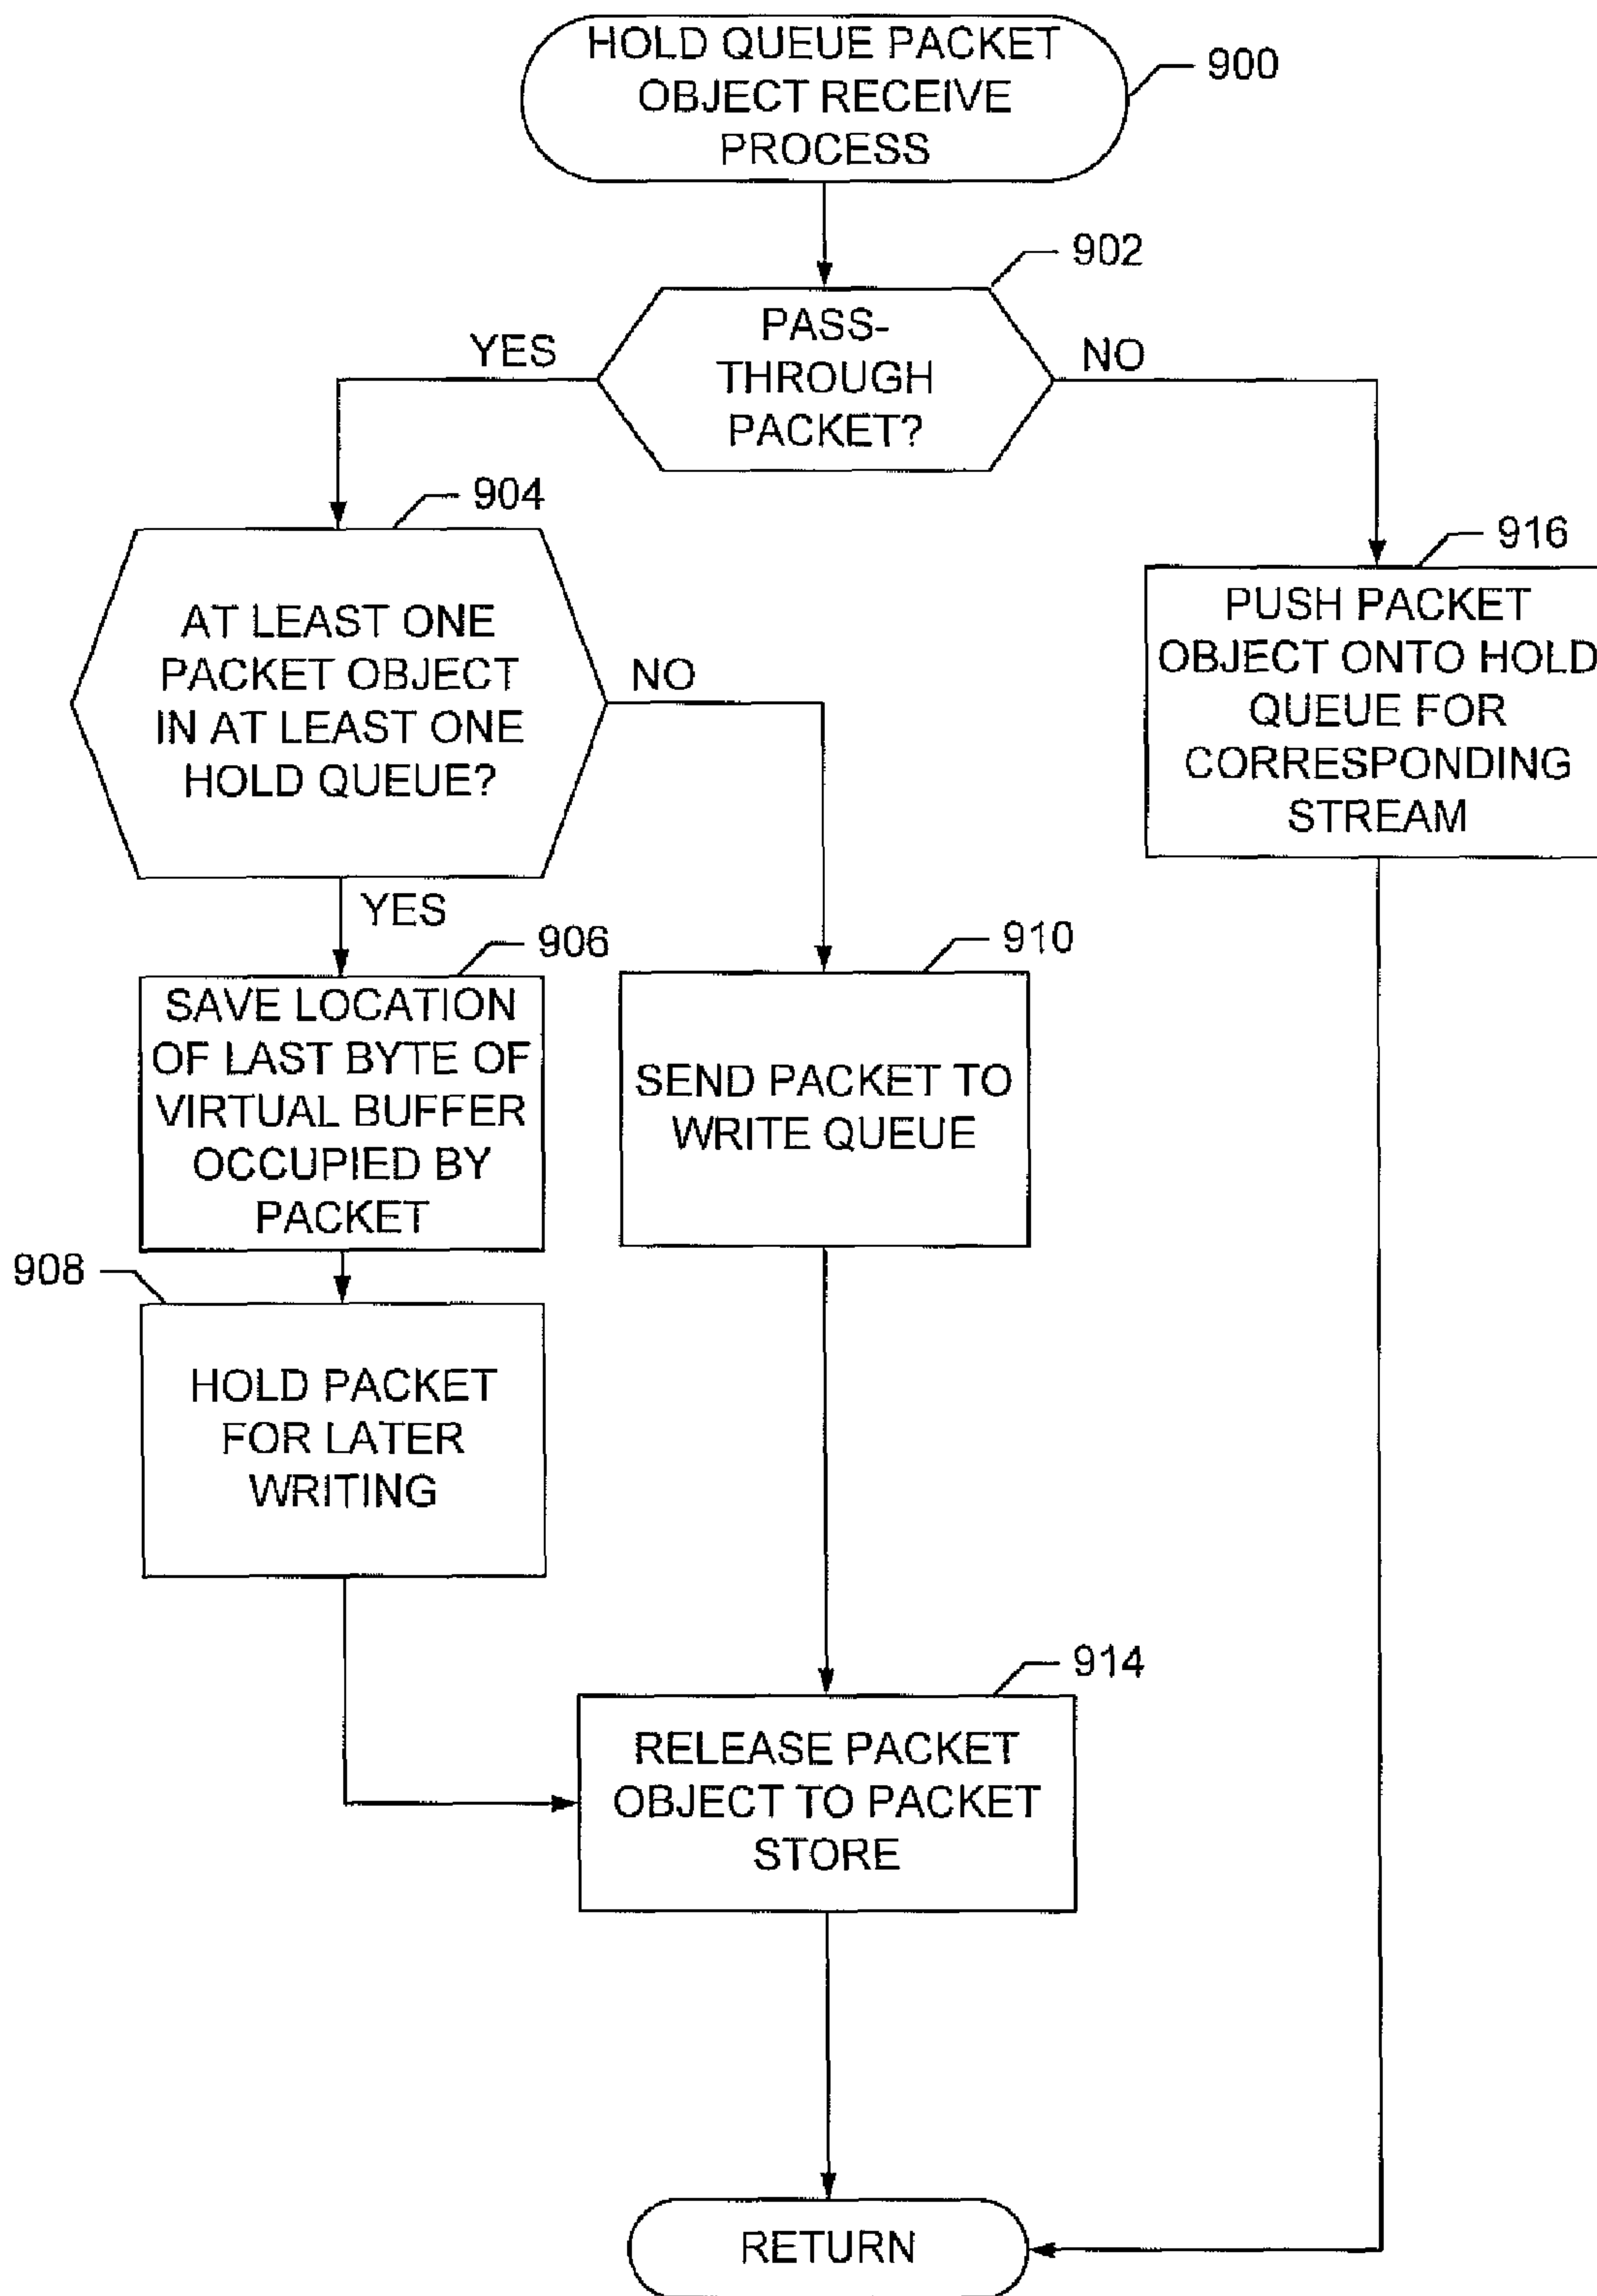 HOLD QUEUE PACKET
OBJECT RECEIVE
PROCESS
900
902
PASS-
THROUGH
PACKET?
YES
NO
904
AT LEAST ONE
PACKET OBJECT
IN AT LEAST ONE
HOLD QUEUE?
NO
YES
916
PUSH PACKET
OBJECT ONTO HOLD
QUEUE FOR
CORRESPONDING
STREAM
906
SAVE LOCATION
OF LAST BYTE OF
VIRTUAL BUFFER
OCCUPIED BY
PACKET
910
SEND PACKET TO
WRITE QUEUE
908
HOLD PACKET
FOR LATER
WRITING
914
RELEASE PACKET
OBJECT TO PACKET
STORE
RETURN